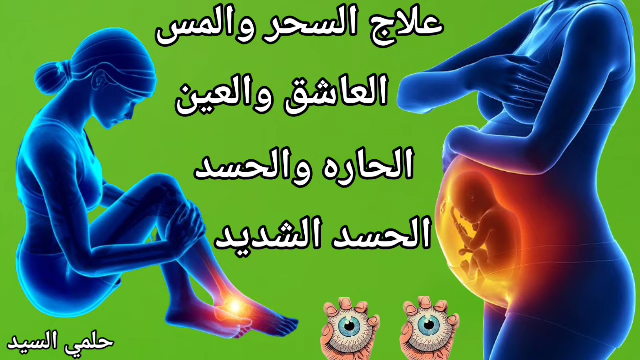 علاج السحر والمس
العاشق والعين
الحاره والحسد
الحسد الشديد
حلمي السيد